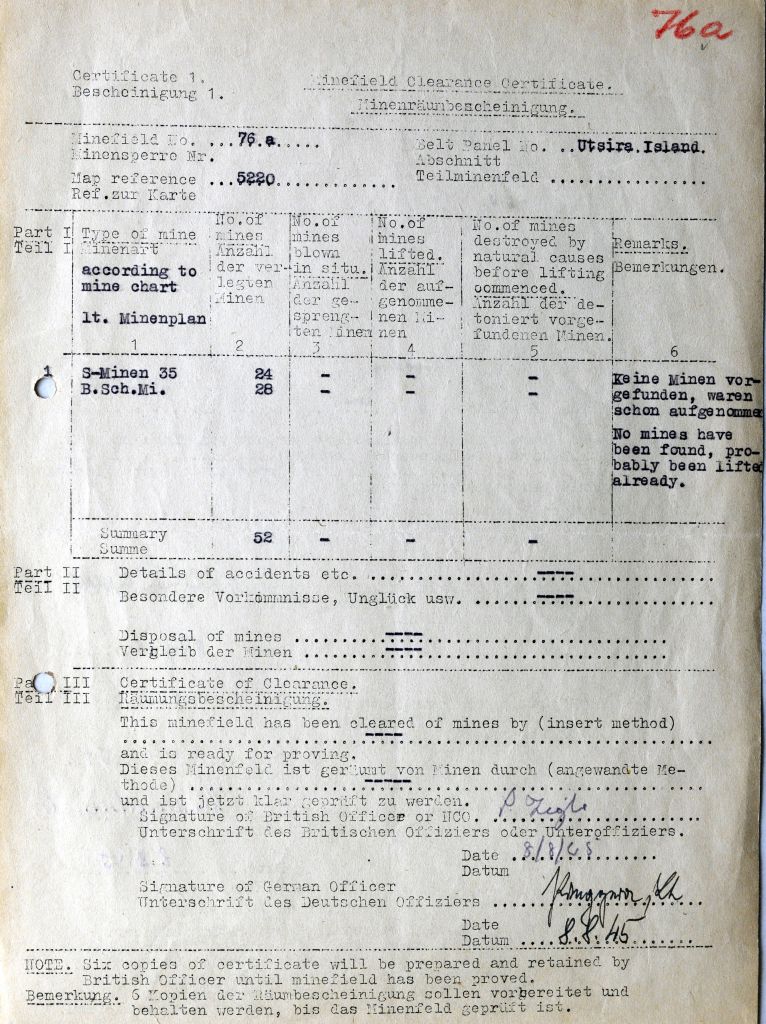 76a
Certificate 1.
Bescheinigung 1.
Minefield Clearance Certificate.
Minenräumbescheinigung.
Minefield No. ...76.a.....
Minensperre Nr.
Belt Panel No. ..Utsira.Island.
Abschnitt
Teilminenfeld
Map reference ...5220
Ref.zur Karte
Part I
Teil I
Type of mine
Minenart
according to
mine chart
lt. Minenplan
1
No.of
mines
Anzahl
der ver-
legten
Minen
2
No.of
mines
blown
in situ.
Anzahl
der ge-
spreng-
ten Minen
3
No.of
mines
lifted.
Anzahl
der auf-
genomme-
nen Mi-
nen
4
No.of mines
destroyed by
natural causes
before lifting
commenced.
Anzahl der de-
toniert vorge-
fundenen Minen.
5
Remarks.
Bemerkungen.
6
1 S-Minen 35 24 - - -
B.Sch.Mi. 28 - - -
Keine Minen vor-
gefunden, waren
schon aufgenommen
No mines have
been found, pro-
bably been lifted
already.
Summary 52 - - -
Summe
Part II
Teil II
Details of accidents etc. ----
Besondere Vorkommnisse, Unglück usw. ----
Disposal of mines ----
Verbleib der Minen ----
Part III
Teil III
Certificate of Clearance.
Räumungsbescheinigung.
This minefield has been cleared of mines by (insert method)
----
and is ready for proving.
Dieses Minenfeld ist geräumt von Minen durch (angewandte Me-
thode) -----
und ist jetzt klar geprüft zu werden.
Signature of British Officer or NCO.
Unterschrift des Britischen Offiziers oder Unteroffiziers.
Date 8/8/45
Datum
Signature of German Officer
Unterschrift des Deutschen Offiziers
Date
Datum 8.8.45
NOTE. Six copies of certificate will be prepared and retained by
British Officer until minefield has been proved.
Bemerkung. 6 Kopien der Räumbescheinigung sollen vorbereitet und
behalten werden, bis das Minenfeld geprüft ist.